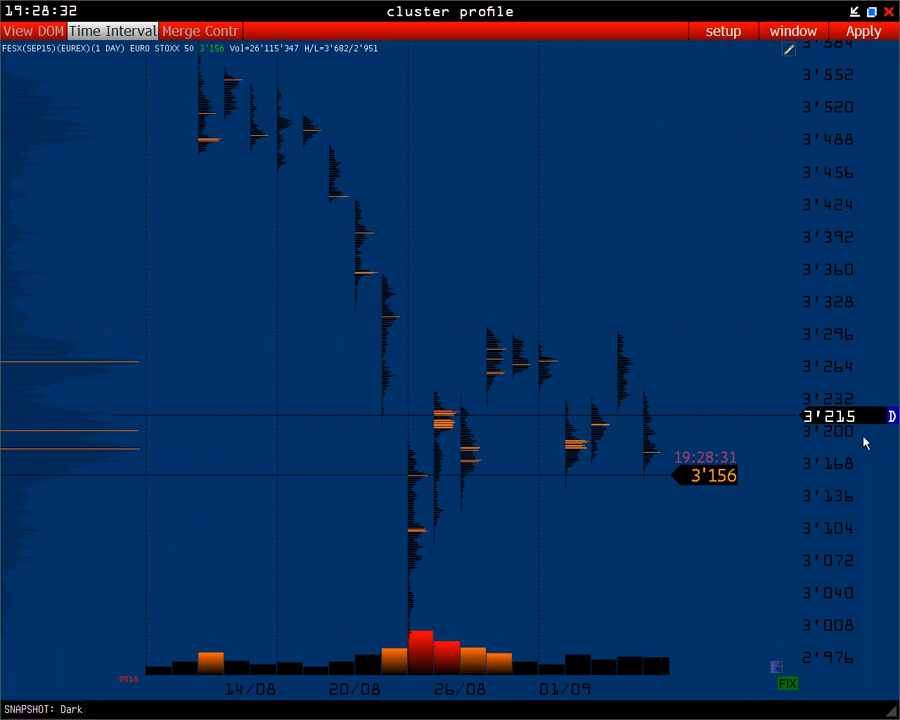 19:28:32
cluster profile
View DOM
Time Interval
Merge Contr
setup
window
Apply
FESX(SEP15)(EUREX)(1 DAY) EURO STOXX 50 3'156 Vol=26'115'347 H/L=3'682/2'951
3'584
3'552
3'520
3'488
3'456
3'424
3'392
3'360
3'328
3'296
3'264
3'232
3'215 D
3'200
19:28:31
3'168
3'156
3'136
3'104
3'072
3'040
3'008
2'976
FIX
2015
14/08
20/08
26/08
01/09
SNAPSHOT: Dark